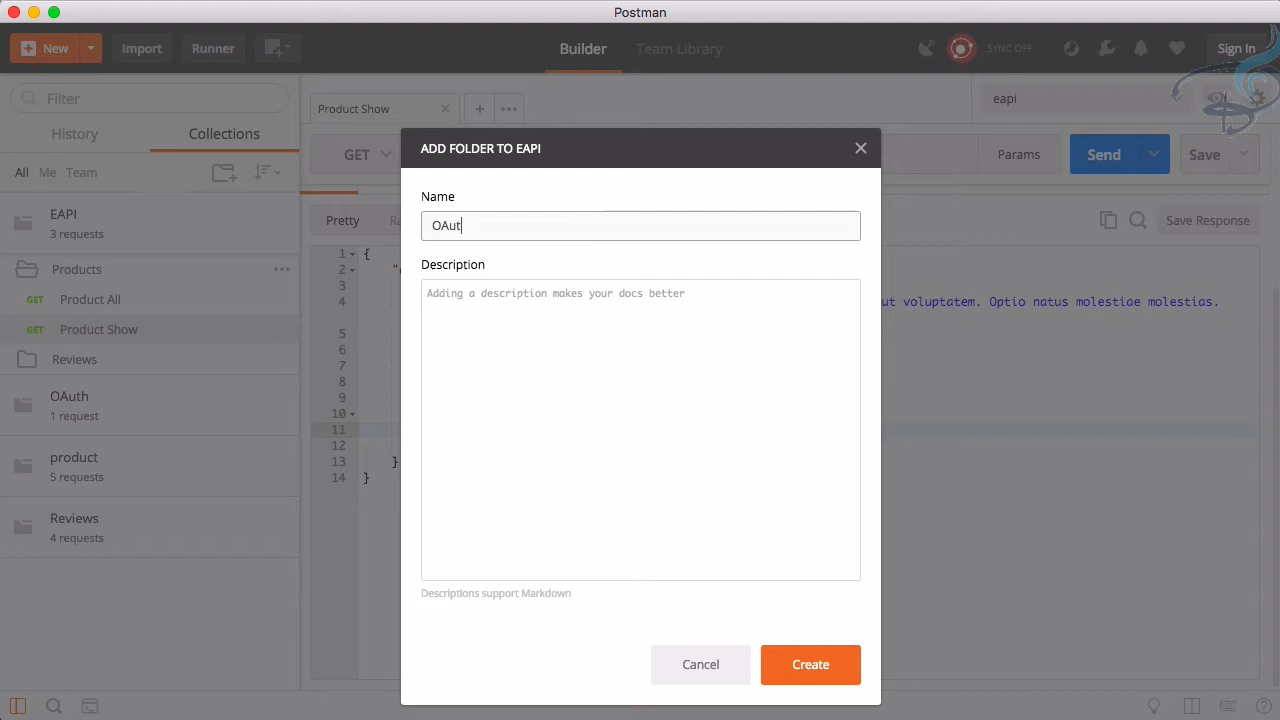 Postman
New
Import
Runner
Builder
Team Library
SYNC OFF
Sign In
Filter
History
Collections
All Me Team
EAPI
3 requests
Products
GET Product All
GET Product Show
Reviews
OAuth
1 request
product
5 requests
Reviews
4 requests
Product Show
eapi
GET
Params
Send
Save
Pretty
Save Response
1 {
2
3
4 ut voluptatem. Optio natus molestiae molestias.
5
6
7
8
9
10
11
12
13 }
14 }
ADD FOLDER TO EAPI
Name
OAut
Description
Adding a description makes your docs better
Descriptions support Markdown
Cancel
Create